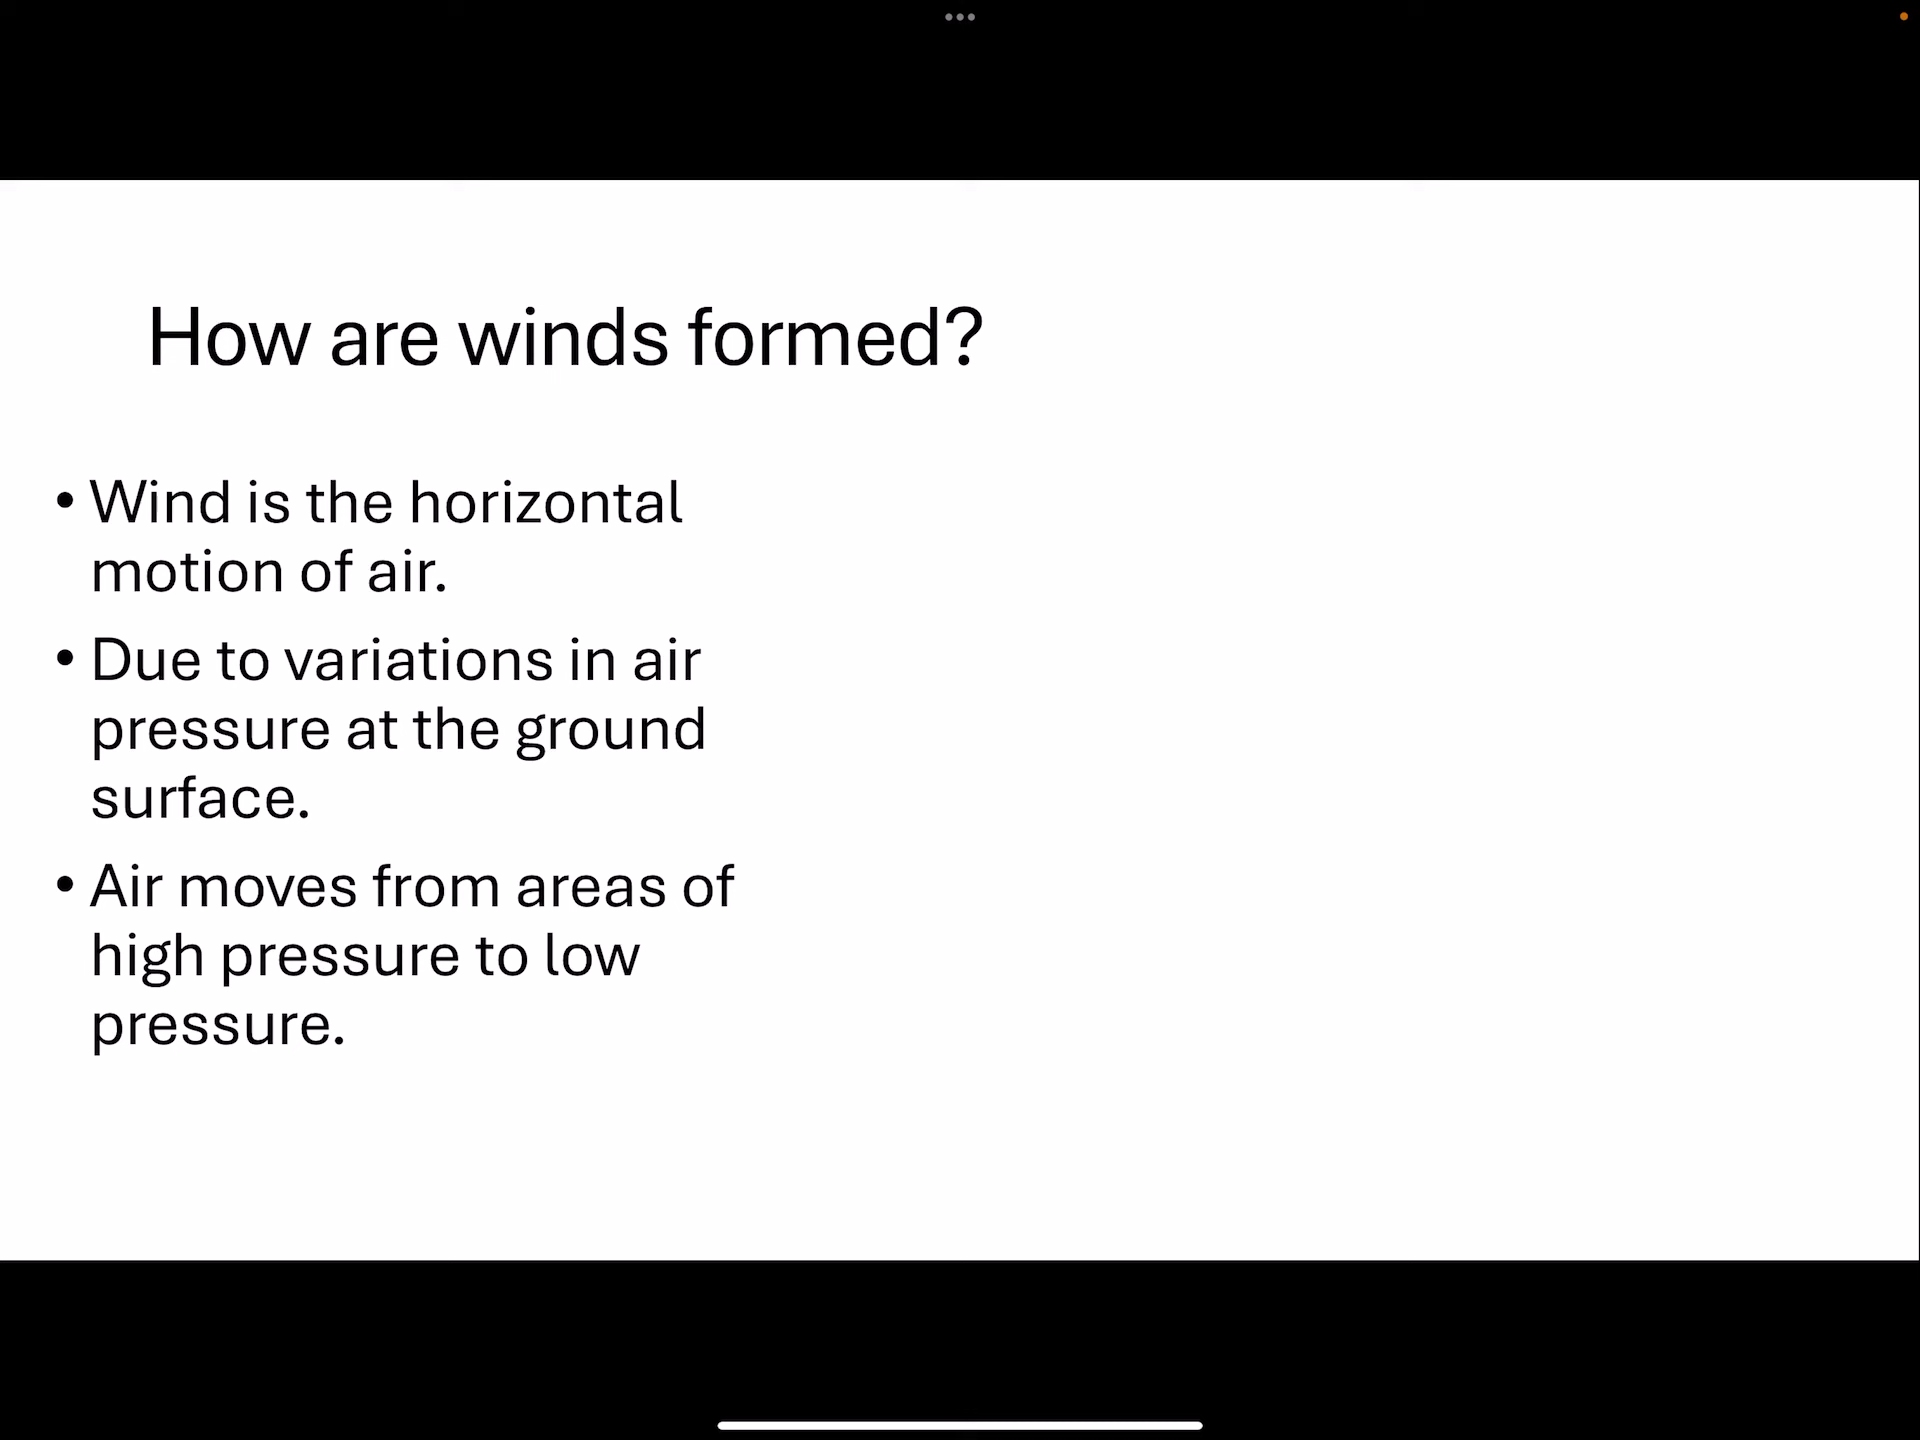 How are winds formed?
• Wind is the horizontal
motion of air.
• Due to variations in air
pressure at the ground
surface.
• Air moves from areas of
high pressure to low
pressure.